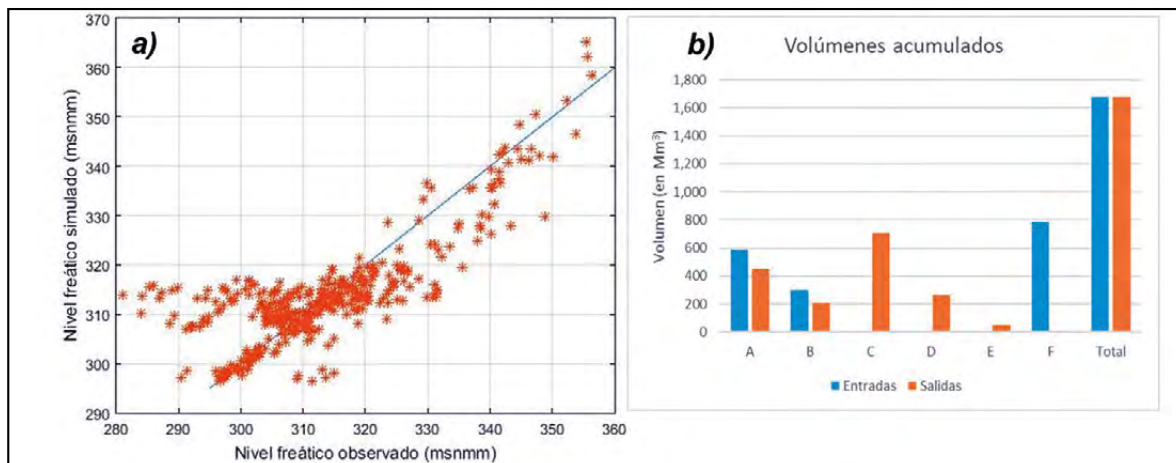 a)
370
360
350
340
330
320
310
300
290
Nivel freático simulado (msnmm)
280 290 300 310 320 330 340 350 360
Nivel freático observado (msnmm)
b)
Volúmenes acumulados
1,800
1,600
1,400
1,200
1,000
800
600
400
200
0
Volumen (en Mm³)
A B C D E F Total
Entradas Salidas